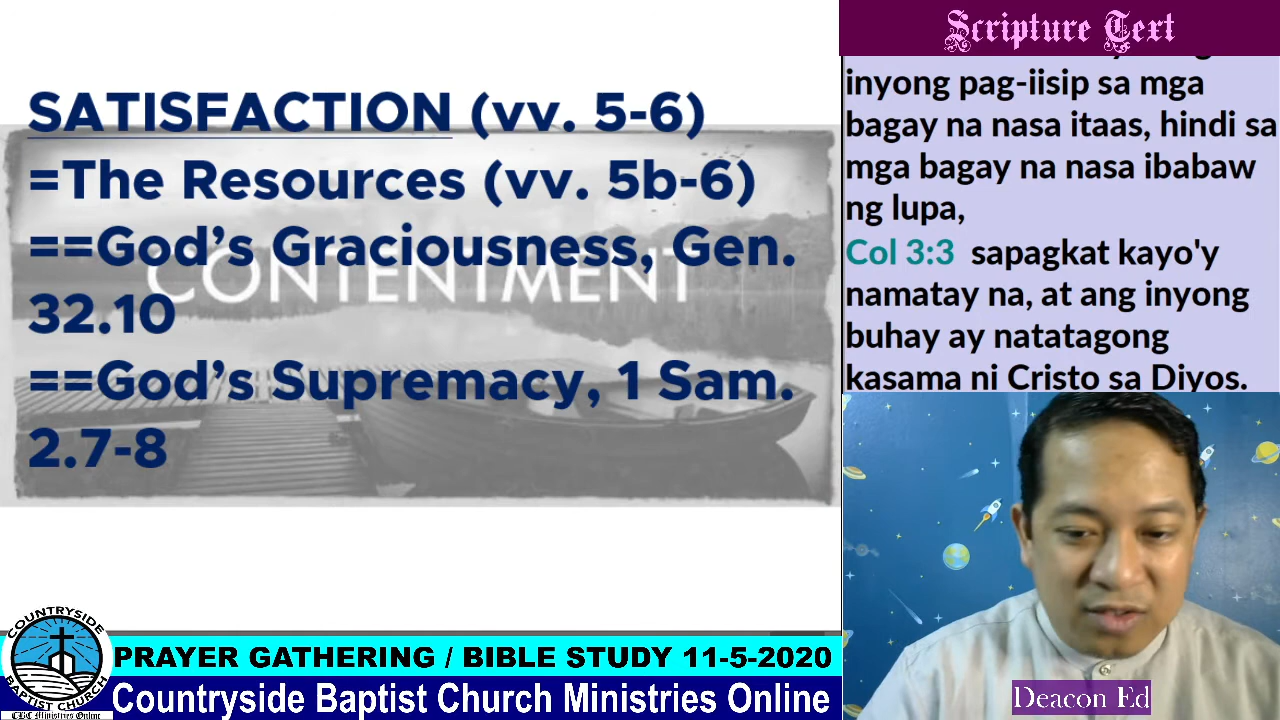 SATISFACTION (vv. 5-6)
=The Resources (vv. 5b-6)
==God's Graciousness, Gen.
32.10
==God's Supremacy, 1 Sam.
2.7-8
CONTENTMENT
Scripture Text
inyong pag-iisip sa mga
bagay na nasa itaas, hindi sa
mga bagay na nasa ibabaw
ng lupa,
Col 3:3 sapagkat kayo'y
namatay na, at ang inyong
buhay ay natatagong
kasama ni Cristo sa Diyos.
Deacon Ed
COUNTRYSIDE
BAPTIST CHURCH
CBC Ministries Online
PRAYER GATHERING / BIBLE STUDY 11-5-2020
Countryside Baptist Church Ministries Online